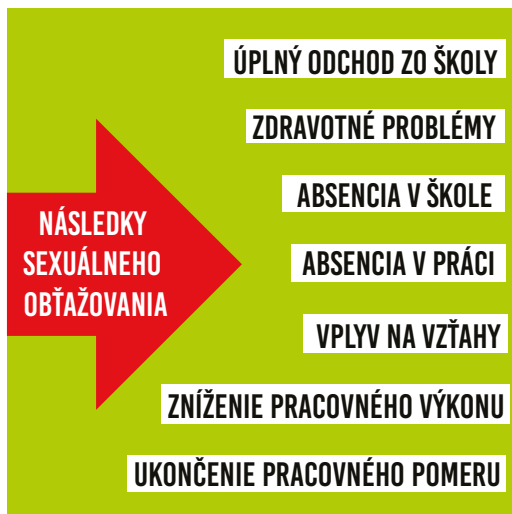 ÚPLNÝ ODCHOD ZO ŠKOLY
ZDRAVOTNÉ PROBLÉMY
ABSENCIA V ŠKOLE
NÁSLEDKY
SEXUÁLNEHO
OBŤAŽOVANIA
ABSENCIA V PRÁCI
VPLYV NA VZŤAHY
ZNÍŽENIE PRACOVNÉHO VÝKONU
UKONČENIE PRACOVNÉHO POMERU